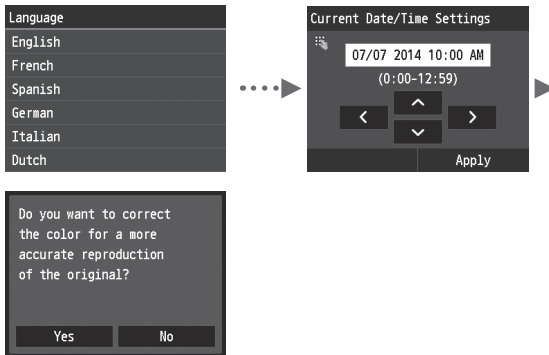 Language
English
French
Spanish
German
Italian
Dutch
Current Date/Time Settings
07/07 2014 10:00 AM
(0:00-12:59)
Apply
Do you want to correct
the color for a more
accurate reproduction
of the original?
Yes
No